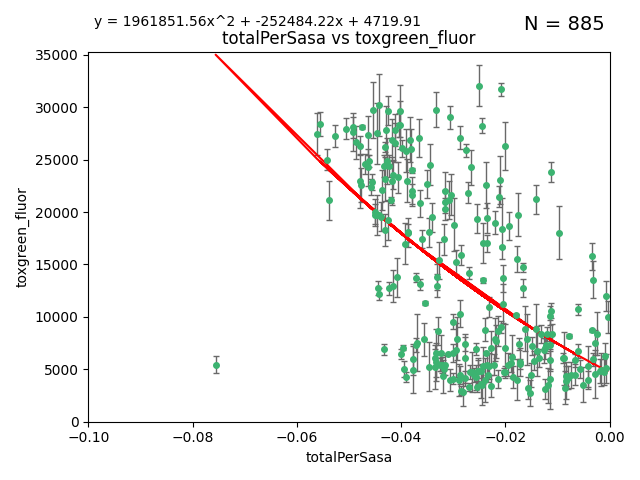 y = 1961851.56x^2 + -252484.22x + 4719.91
N = 885
totalPerSasa vs toxgreen_fluor
35000
30000
25000
20000
15000
10000
5000
0
toxgreen_fluor
−0.10
−0.08
−0.06
−0.04
−0.02
0.00
totalPerSasa